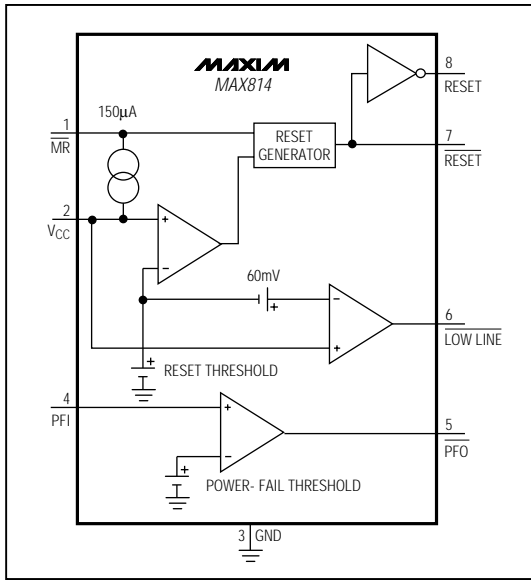 MAXIM
MAX814
8
RESET
150µA
1
MR
RESET
GENERATOR
7
RESET
2
VCC
+
−
60mV
+
−
+
6
LOW LINE
+
RESET THRESHOLD
4
PFI
+
−
5
PFO
+
POWER- FAIL THRESHOLD
3 GND